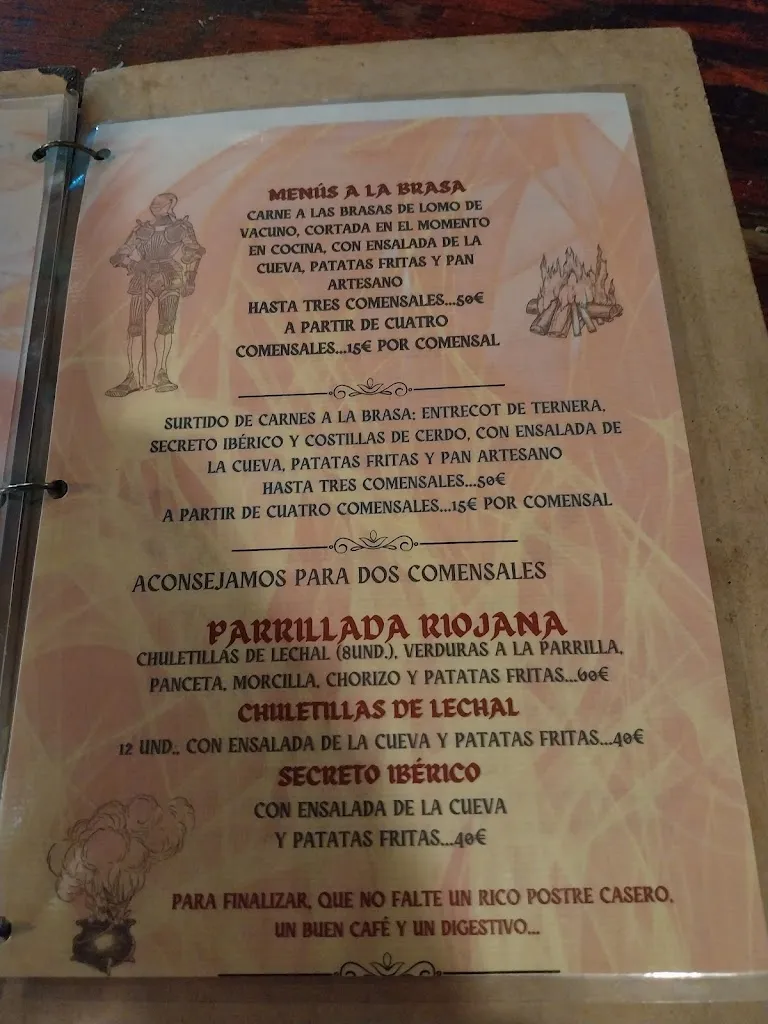 MENÚS A LA BRASA
CARNE A LAS BRASAS DE LOMO DE
VACUNO, CORTADA EN EL MOMENTO
EN COCINA, CON ENSALADA DE LA
CUEVA, PATATAS FRITAS Y PAN
ARTESANO
HASTA TRES COMENSALES...50€
A PARTIR DE CUATRO
COMENSALES...15€ POR COMENSAL
SURTIDO DE CARNES A LA BRASA: ENTRECOT DE TERNERA,
SECRETO IBÉRICO Y COSTILLAS DE CERDO, CON ENSALADA DE
LA CUEVA, PATATAS FRITAS Y PAN ARTESANO
HASTA TRES COMENSALES...50€
A PARTIR DE CUATRO COMENSALES...15€ POR COMENSAL
ACONSEJAMOS PARA DOS COMENSALES
PARRILLADA RIOJANA
CHULETILLAS DE LECHAL (8UND.), VERDURAS A LA PARRILLA,
PANCETA, MORCILLA, CHORIZO Y PATATAS FRITAS...60€
CHULETILLAS DE LECHAL
12 UND., CON ENSALADA DE LA CUEVA Y PATATAS FRITAS...40€
SECRETO IBÉRICO
CON ENSALADA DE LA CUEVA
Y PATATAS FRITAS...40€
PARA FINALIZAR, QUE NO FALTE UN RICO POSTRE CASERO,
UN BUEN CAFÉ Y UN DIGESTIVO...